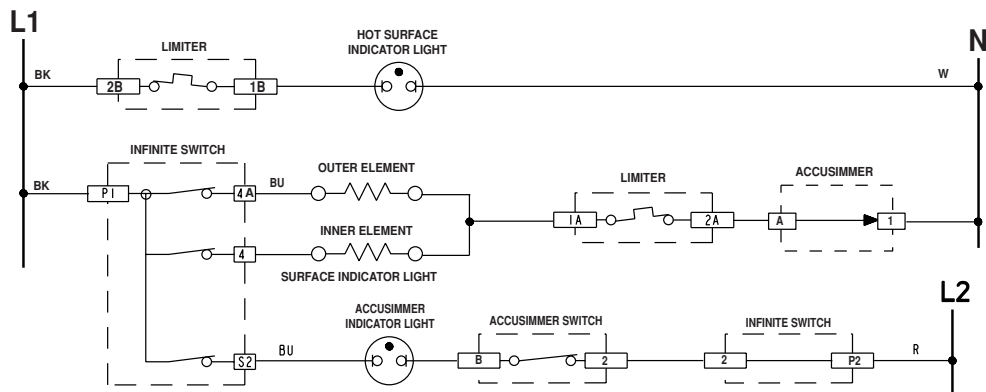 L1
N
LIMITER
HOT SURFACE
INDICATOR LIGHT
BK
2B
1B
W
INFINITE SWITCH
OUTER ELEMENT
LIMITER
ACCUSIMMER
BK
P1
4A
BU
1A
2A
A
1
INNER ELEMENT
4
SURFACE INDICATOR LIGHT
L2
ACCUSIMMER
INDICATOR LIGHT
ACCUSIMMER SWITCH
INFINITE SWITCH
S2
BU
B
2
2
P2
R